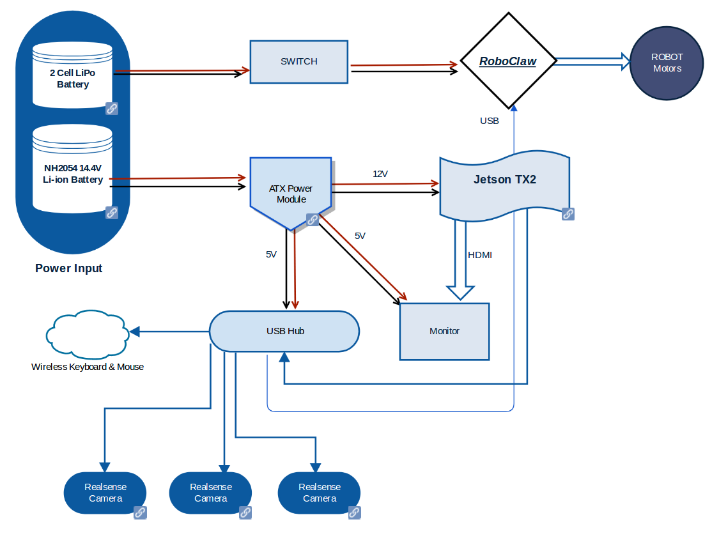 2 Cell LiPo
Battery
SWITCH
RoboClaw
ROBOT
Motors
USB
NH2054 14.4V
Li-ion Battery
ATX Power
Module
12V
Jetson TX2
5V
5V
HDMI
Power Input
USB Hub
Monitor
Wireless Keyboard & Mouse
Realsense
Camera
Realsense
Camera
Realsense
Camera